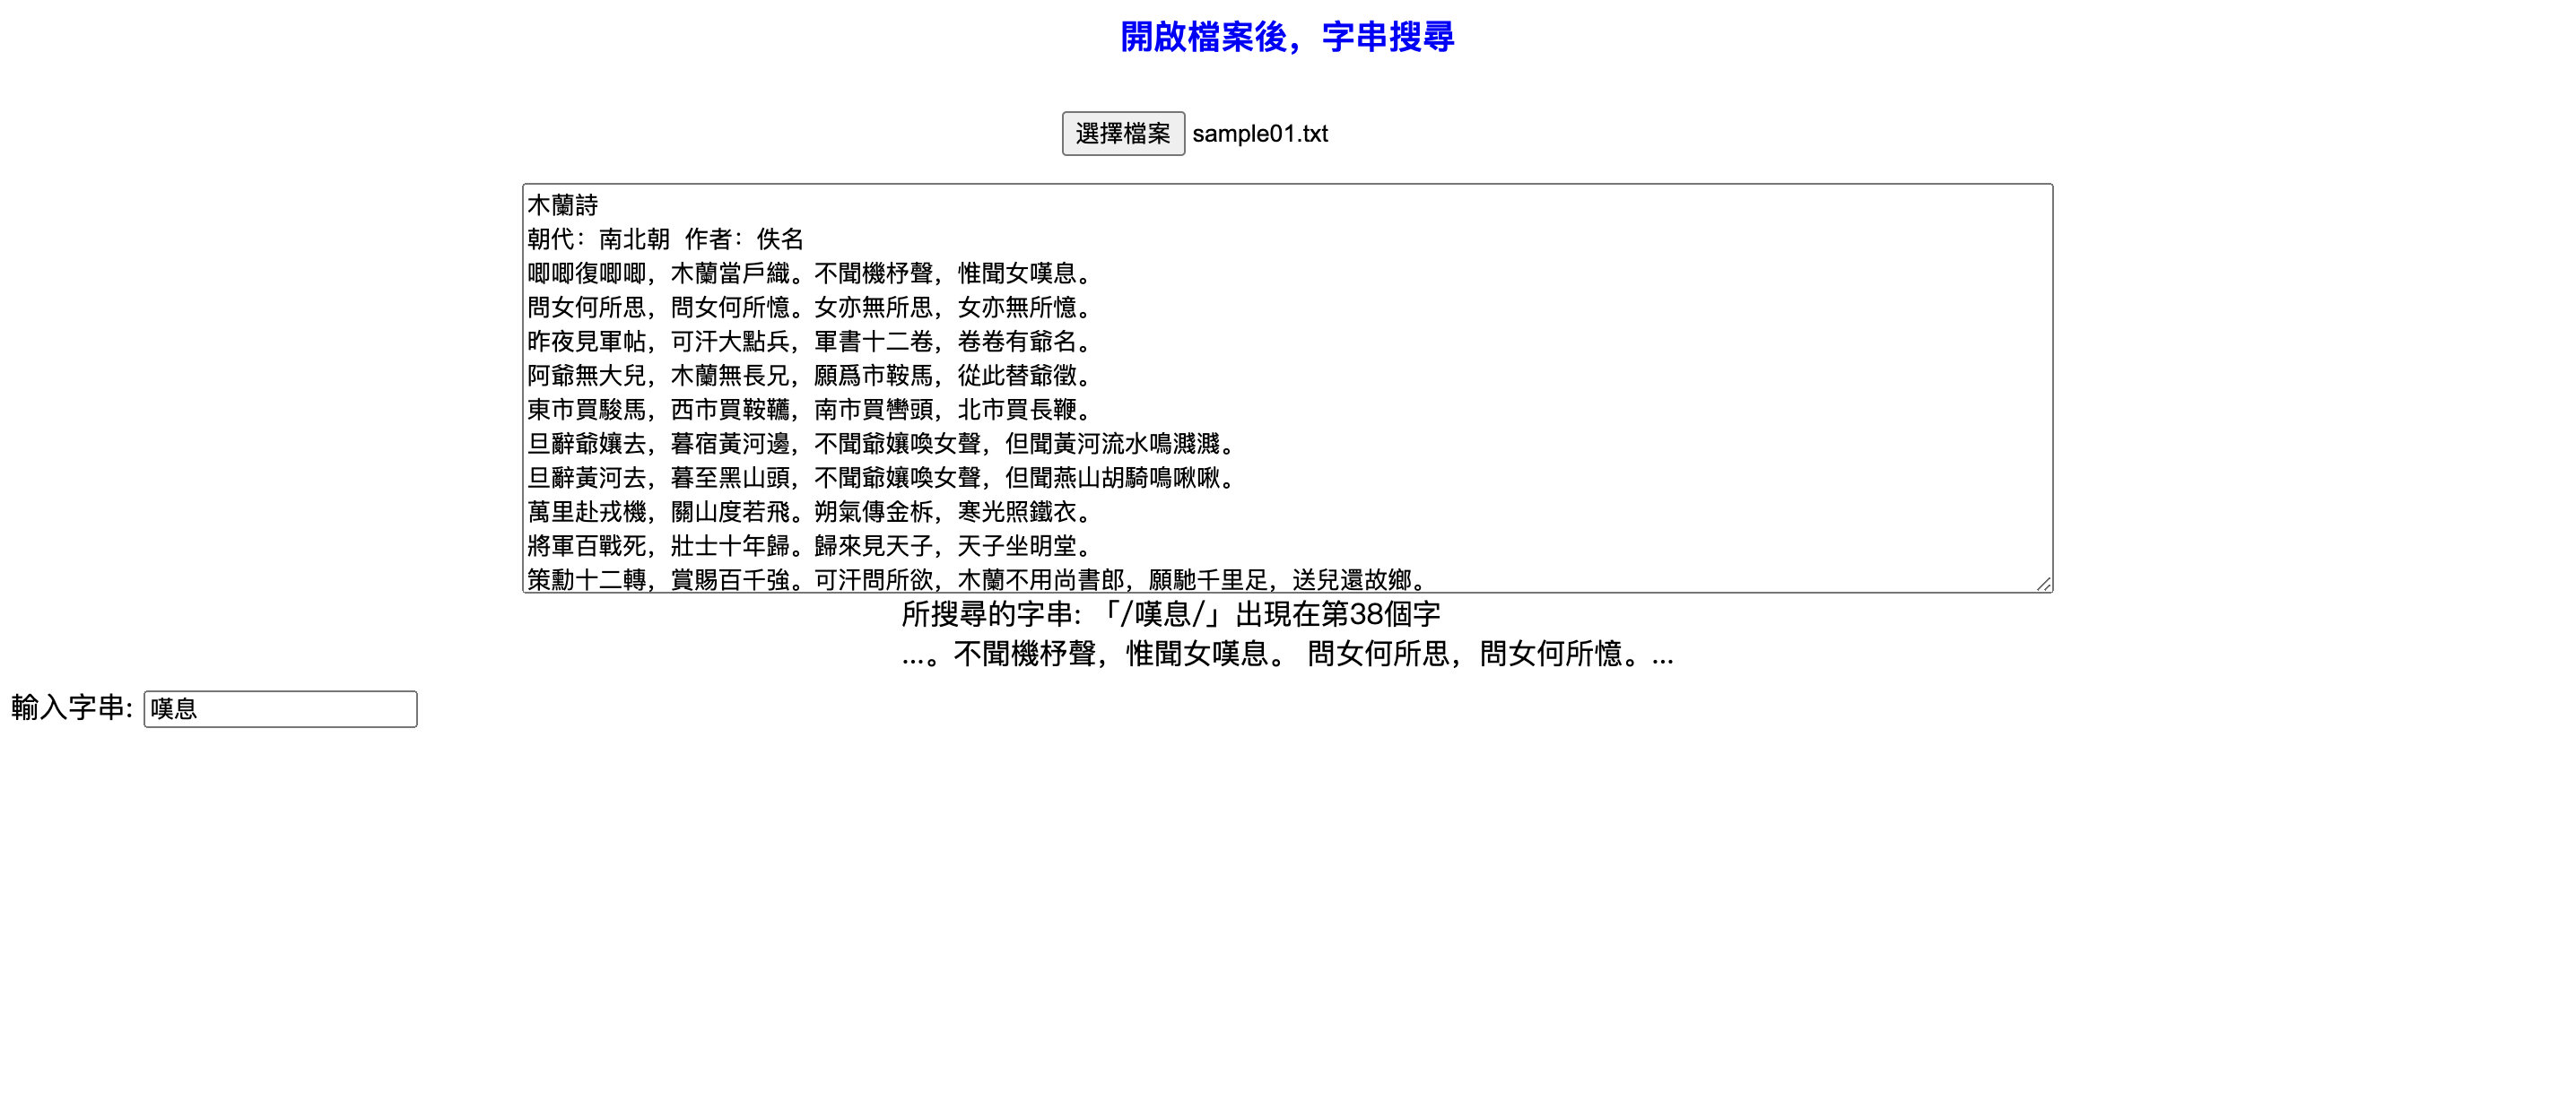 開啟檔案後，字串搜尋
選擇檔案 sample01.txt
木蘭詩
朝代：南北朝 作者：佚名
唧唧復唧唧，木蘭當戶織。不聞機杼聲，惟聞女嘆息。
問女何所思，問女何所憶。女亦無所思，女亦無所憶。
昨夜見軍帖，可汗大點兵，軍書十二卷，卷卷有爺名。
阿爺無大兒，木蘭無長兄，願爲市鞍馬，從此替爺徵。
東市買駿馬，西市買鞍韉，南市買轡頭，北市買長鞭。
旦辭爺孃去，暮宿黃河邊，不聞爺孃喚女聲，但聞黃河流水鳴濺濺。
旦辭黃河去，暮至黑山頭，不聞爺孃喚女聲，但聞燕山胡騎鳴啾啾。
萬里赴戎機，關山度若飛。朔氣傳金柝，寒光照鐵衣。
將軍百戰死，壯士十年歸。歸來見天子，天子坐明堂。
策勳十二轉，賞賜百千強。可汗問所欲，木蘭不用尚書郎，願馳千里足，送兒還故鄉。
所搜尋的字串: 「/嘆息/」出現在第38個字
...。不聞機杼聲，惟聞女嘆息。 問女何所思，問女何所憶。...
輸入字串: 嘆息